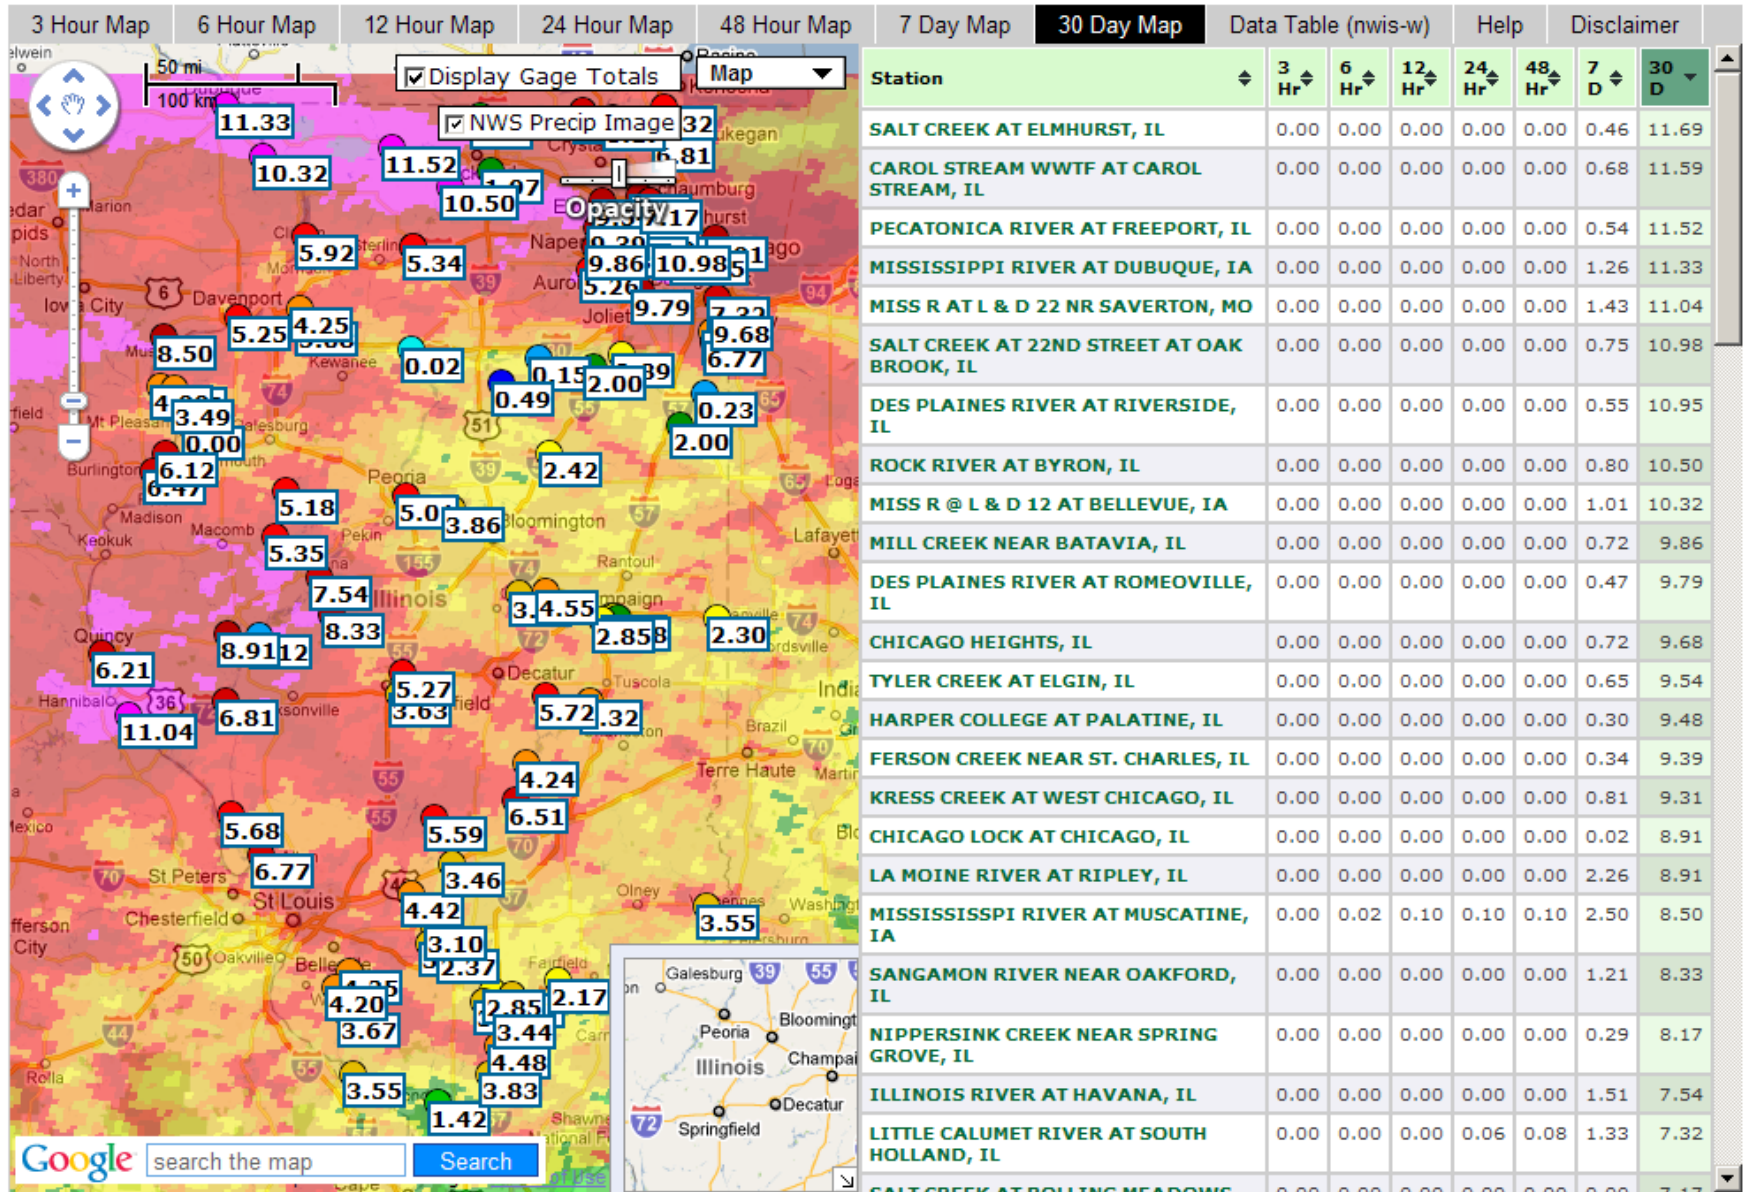 3 Hour Map 6 Hour Map 12 Hour Map 24 Hour Map 48 Hour Map 7 Day Map 30 Day Map Data Table (nwis-w) Help Disclaimer
50 mi
100 km
Display Gage Totals
Map
NWS Precip Image
Opacity
11.33
10.32
11.52
10.50
5.92
5.34
9.86
10.98
9.79
4.25
5.25
8.50
9.68
6.77
0.02
2.00
0.49
0.23
3.49
0.00
2.00
6.12
2.42
5.18
3.86
5.35
7.54
4.55
8.33
2.85
2.30
8.91
6.21
5.27
3.63
6.81
5.72
11.04
4.24
6.51
5.68
5.59
6.77
3.46
4.42
3.55
3.10
2.37
2.85
2.17
4.20
3.67
3.44
4.48
3.55
3.83
1.42
Marion
Davenport
Iowa City
Kewanee
Burlington
Peoria
Pekin
Bloomington
Madison
Macomb
Keokuk
Rantoul
Illinois
Quincy
Decatur
Tuscola
Hannibal
Brazil
Terre Haute
St Peters
St Louis
Chesterfield
Oakville
Olney
Fairfield
Rolla
Galesburg
Peoria
Illinois
Decatur
Springfield
Google search the map Search
Station 3 Hr 6 Hr 12 Hr 24 Hr 48 Hr 7 D 30 D
SALT CREEK AT ELMHURST, IL 0.00 0.00 0.00 0.00 0.00 0.46 11.69
CAROL STREAM WWTF AT CAROL
STREAM, IL 0.00 0.00 0.00 0.00 0.00 0.68 11.59
PECATONICA RIVER AT FREEPORT, IL 0.00 0.00 0.00 0.00 0.00 0.54 11.52
MISSISSIPPI RIVER AT DUBUQUE, IA 0.00 0.00 0.00 0.00 0.00 1.26 11.33
MISS R AT L & D 22 NR SAVERTON, MO 0.00 0.00 0.00 0.00 0.00 1.43 11.04
SALT CREEK AT 22ND STREET AT OAK
BROOK, IL 0.00 0.00 0.00 0.00 0.00 0.75 10.98
DES PLAINES RIVER AT RIVERSIDE,
IL 0.00 0.00 0.00 0.00 0.00 0.55 10.95
ROCK RIVER AT BYRON, IL 0.00 0.00 0.00 0.00 0.00 0.80 10.50
MISS R @ L & D 12 AT BELLEVUE, IA 0.00 0.00 0.00 0.00 0.00 1.01 10.32
MILL CREEK NEAR BATAVIA, IL 0.00 0.00 0.00 0.00 0.00 0.72 9.86
DES PLAINES RIVER AT ROMEOVILLE,
IL 0.00 0.00 0.00 0.00 0.00 0.47 9.79
CHICAGO HEIGHTS, IL 0.00 0.00 0.00 0.00 0.00 0.72 9.68
TYLER CREEK AT ELGIN, IL 0.00 0.00 0.00 0.00 0.00 0.65 9.54
HARPER COLLEGE AT PALATINE, IL 0.00 0.00 0.00 0.00 0.00 0.30 9.48
FERSON CREEK NEAR ST. CHARLES, IL 0.00 0.00 0.00 0.00 0.00 0.34 9.39
KRESS CREEK AT WEST CHICAGO, IL 0.00 0.00 0.00 0.00 0.00 0.81 9.31
CHICAGO LOCK AT CHICAGO, IL 0.00 0.00 0.00 0.00 0.00 0.02 8.91
LA MOINE RIVER AT RIPLEY, IL 0.00 0.00 0.00 0.00 0.00 2.26 8.91
MISSISSISSPI RIVER AT MUSCATINE,
IA 0.00 0.02 0.10 0.10 0.10 2.50 8.50
SANGAMON RIVER NEAR OAKFORD,
IL 0.00 0.00 0.00 0.00 0.00 1.21 8.33
NIPPERSINK CREEK NEAR SPRING
GROVE, IL 0.00 0.00 0.00 0.00 0.00 0.29 8.17
ILLINOIS RIVER AT HAVANA, IL 0.00 0.00 0.00 0.00 0.00 1.51 7.54
LITTLE CALUMET RIVER AT SOUTH
HOLLAND, IL 0.00 0.00 0.00 0.06 0.08 1.33 7.32